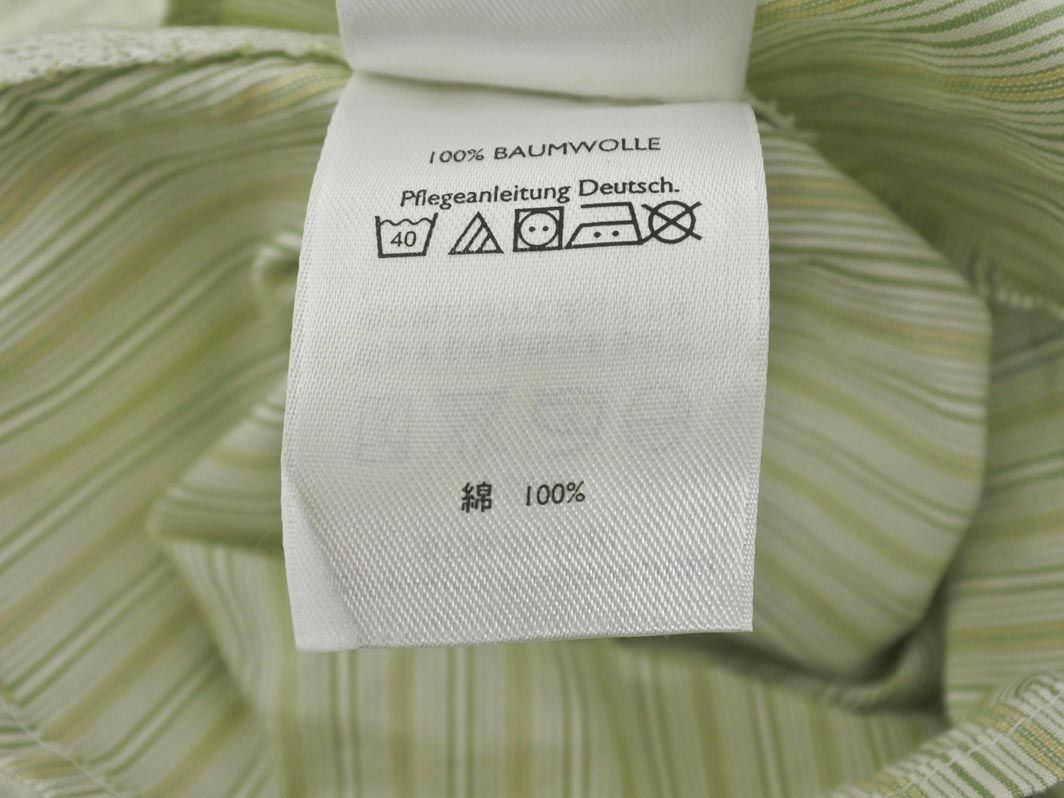 100% BAUMWOLLE
Pflegeanleitung Deutsch.
40
綿 100%